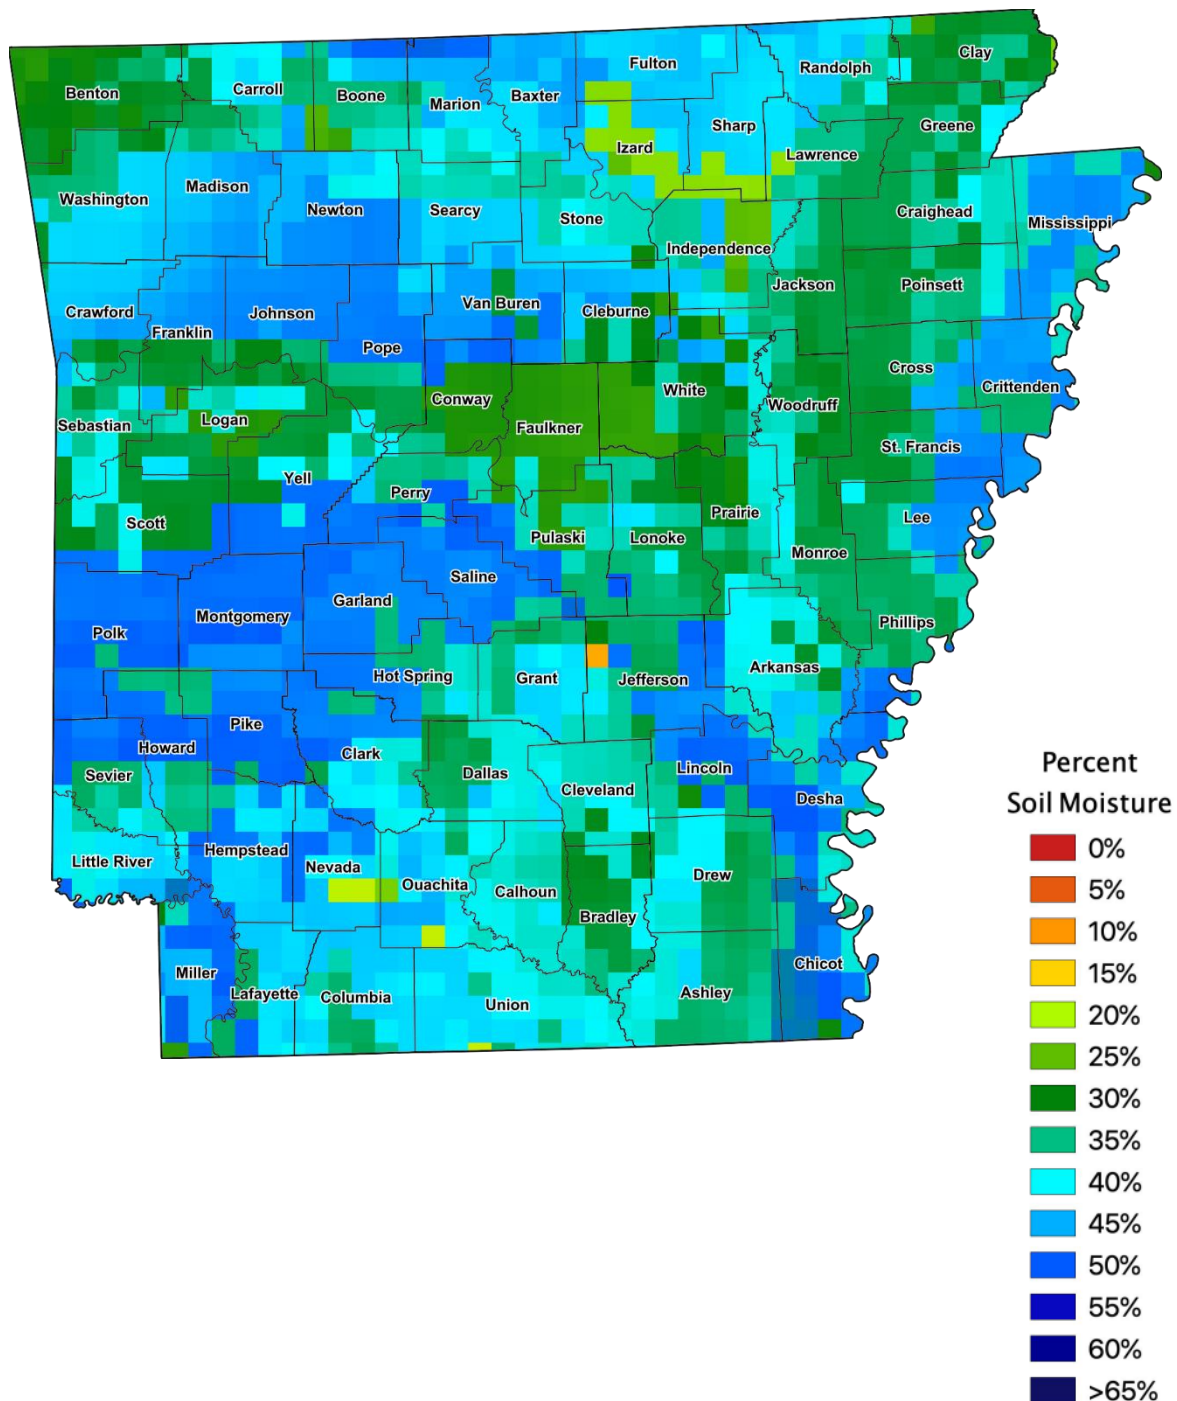 Clay
Fulton
Randolph
Carroll
Benton
Boone
Baxter
Marion
Sharp
Greene
Izard
Lawrence
Madison
Washington
Newton
Searcy
Stone
Craighead
Mississippi
Independence
Jackson
Poinsett
Van Buren
Crawford
Johnson
Cleburne
Franklin
Pope
Cross
Crittenden
White
Conway
Woodruff
Logan
Sebastian
Faulkner
St. Francis
Yell
Perry
Prairie
Lee
Scott
Pulaski
Lonoke
Monroe
Saline
Garland
Montgomery
Phillips
Polk
Arkansas
Hot Spring
Grant
Jefferson
Pike
Howard
Clark
Lincoln
Sevier
Dallas
Cleveland
Desha
Hempstead
Little River
Nevada
Drew
Ouachita
Calhoun
Bradley
Chicot
Miller
Lafayette
Columbia
Ashley
Union
Percent
Soil Moisture
0%
5%
10%
15%
20%
25%
30%
35%
40%
45%
50%
55%
60%
>65%